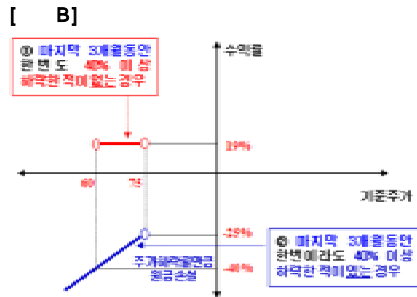 [ B]
② 마지막 3개월동안
한번도 40% 이상
하락한 적이 없는 경우
수익률
60
75
기준주가
주가하락율만큼
원금손실
-40%
③ 마지막 3개월동안
한번이라도 40% 이상
하락한 적이 있는 경우